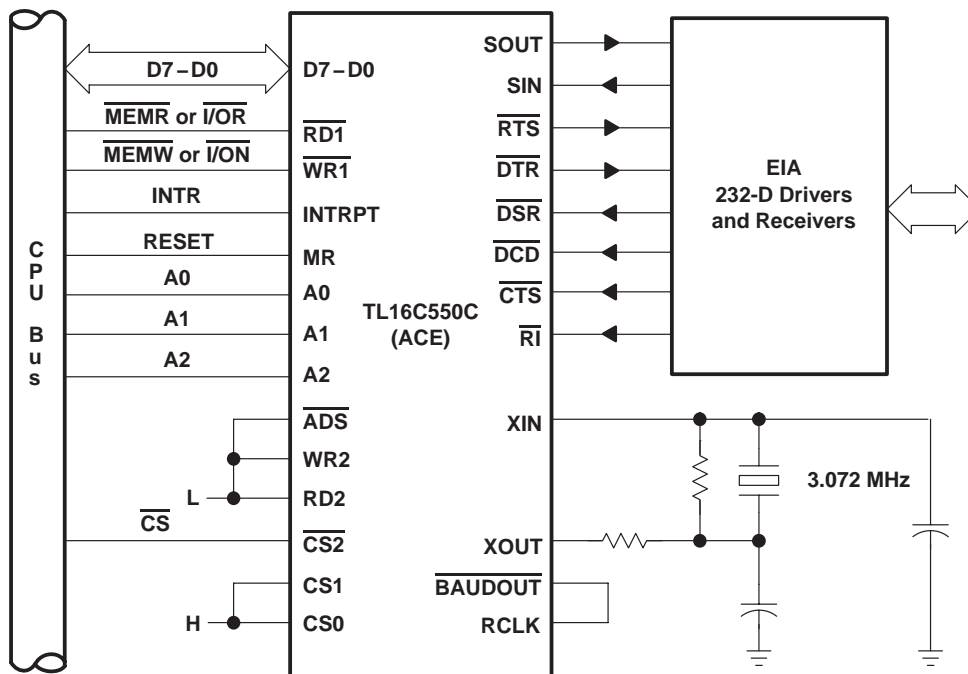 CPU Bus
D7–D0
MEMR or I/OR
MEMW or I/ON
INTR
RESET
A0
A1
A2
L
CS
H
D7–D0
RD1
WR1
INTRPT
MR
A0
A1
A2
ADS
WR2
RD2
CS2
CS1
CS0
TL16C550C
(ACE)
SOUT
SIN
RTS
DTR
DSR
DCD
CTS
RI
XIN
XOUT
BAUDOUT
RCLK
EIA
232-D Drivers
and Receivers
3.072 MHz